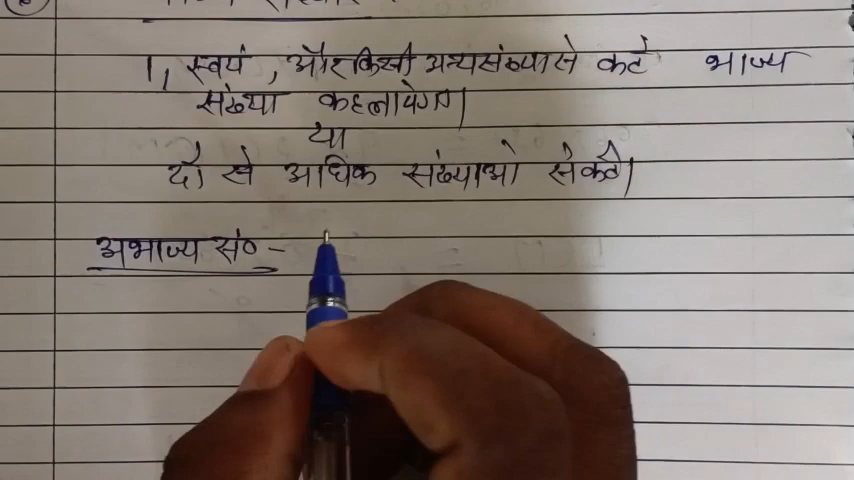 1, स्वयं, और किसी अन्य संख्या से कटे भाज्य
संख्या कहलायेगा|
या
दो से अधिक संख्याओ से कटे|
अभाज्य सं० -